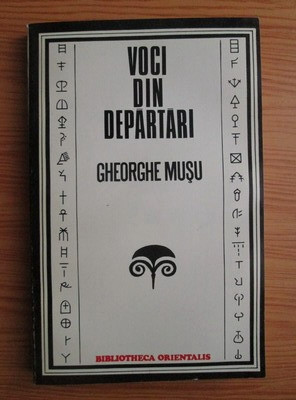 VOCI
DIN
DEPĂRTĂRI
GHEORGHE MUȘU
BIBLIOTHECA ORIENTALIS